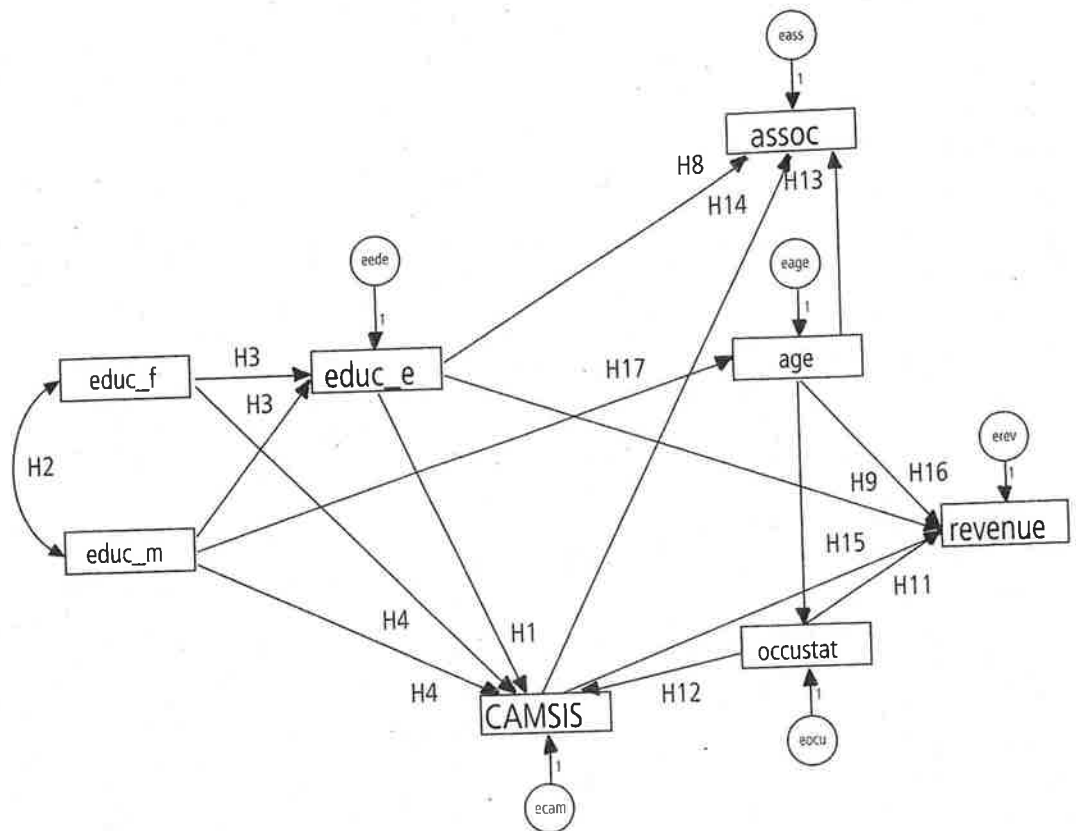 eass
1
assoc
H8
H14
H13
eede
1
eage
1
educ_f
H3
educ_e
H17
age
H3
H2
erev
1
H9
H16
educ_m
revenue
H15
H11
H4
H1
occustat
H4
H12
CAMSIS
1
1
eocu
ecam